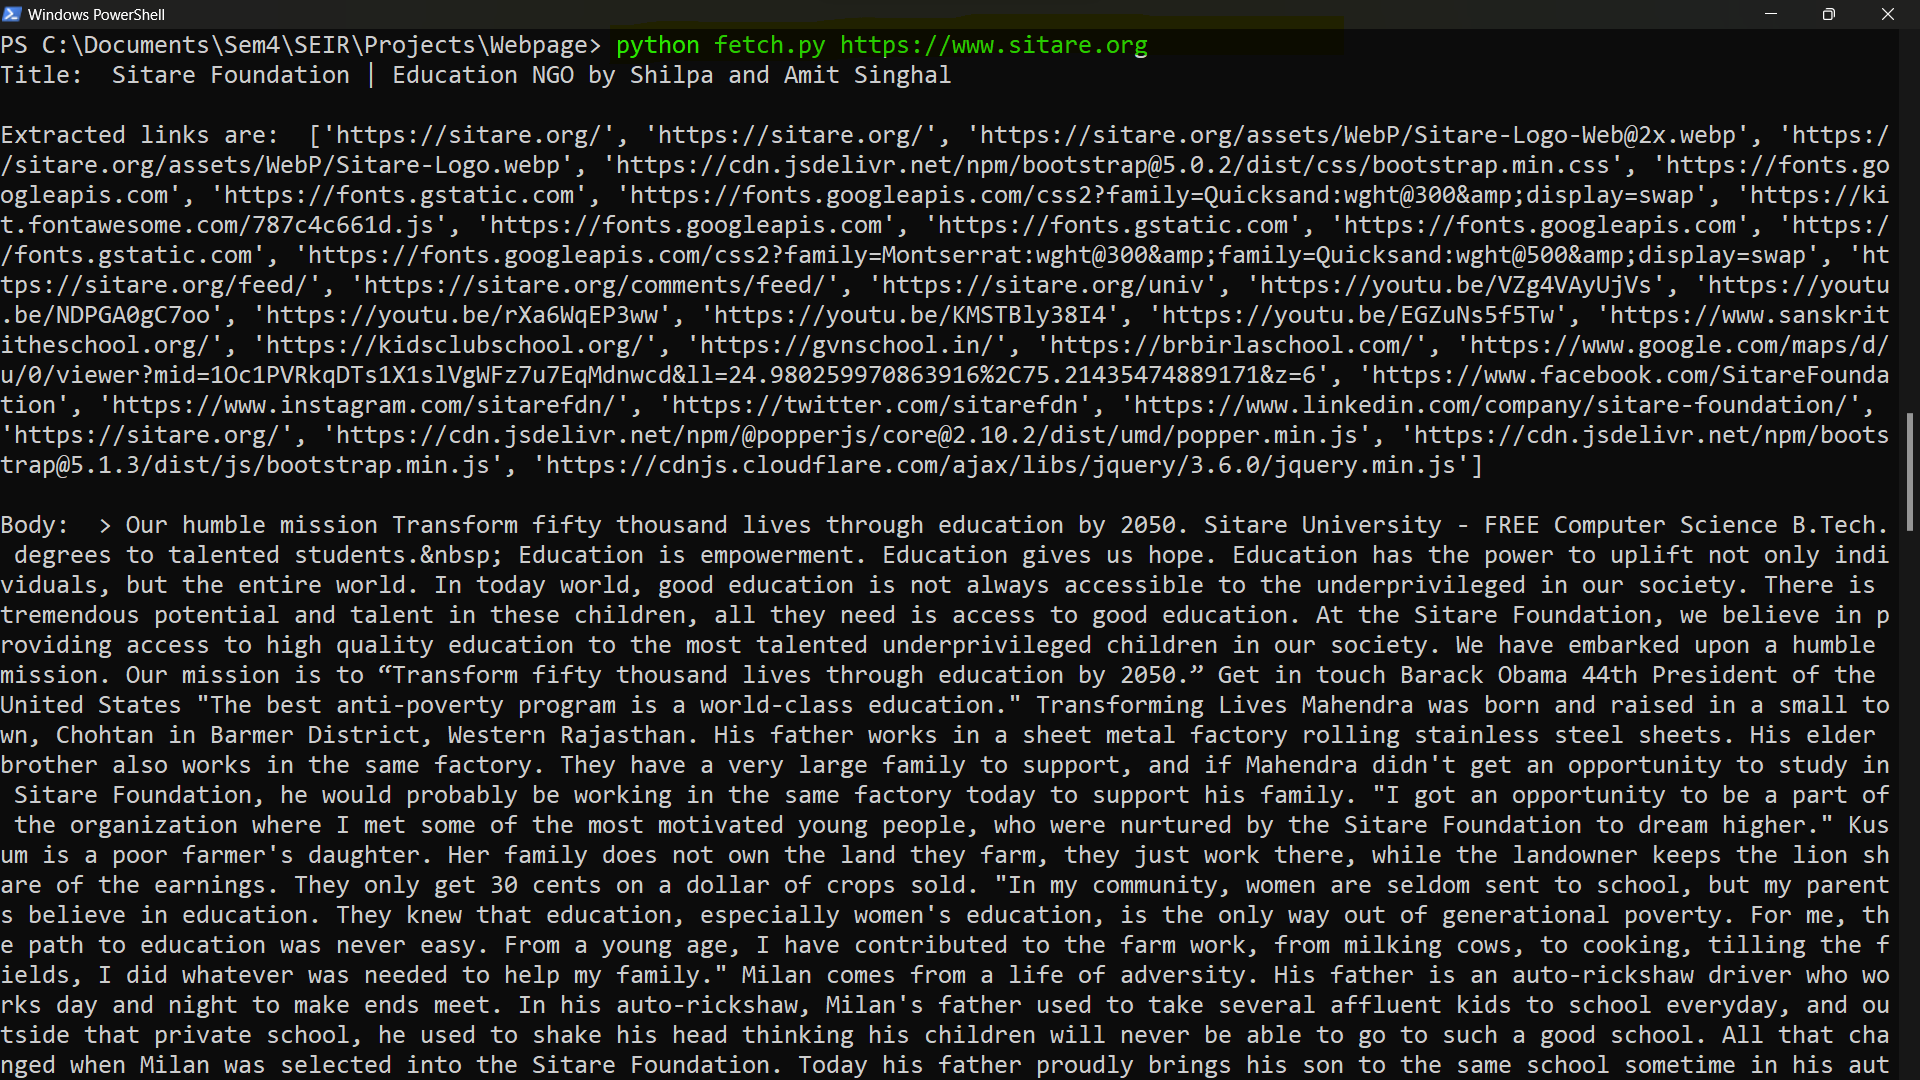 Windows PowerShell
PS C:\Documents\Sem4\SEIR\Projects\Webpage> python fetch.py https://www.sitare.org
Title:  Sitare Foundation | Education NGO by Shilpa and Amit Singhal
Extracted links are:  ['https://sitare.org/', 'https://sitare.org/', 'https://sitare.org/assets/WebP/Sitare-Logo-Web@2x.webp', 'https:/
/sitare.org/assets/WebP/Sitare-Logo.webp', 'https://cdn.jsdelivr.net/npm/bootstrap@5.0.2/dist/css/bootstrap.min.css', 'https://fonts.go
ogleapis.com', 'https://fonts.gstatic.com', 'https://fonts.googleapis.com/css2?family=Quicksand:wght@300&amp;display=swap', 'https://ki
t.fontawesome.com/787c4c661d.js', 'https://fonts.googleapis.com', 'https://fonts.gstatic.com', 'https://fonts.googleapis.com', 'https:/
/fonts.gstatic.com', 'https://fonts.googleapis.com/css2?family=Montserrat:wght@300&amp;family=Quicksand:wght@500&amp;display=swap', 'ht
tps://sitare.org/feed/', 'https://sitare.org/comments/feed/', 'https://sitare.org/univ', 'https://youtu.be/VZg4VAyUjVs', 'https://youtu
.be/NDPGA0gC7oo', 'https://youtu.be/rXa6WqEP3ww', 'https://youtu.be/KMSTBly38I4', 'https://youtu.be/EGZuNs5f5Tw', 'https://www.sanskrit
itheschool.org/', 'https://kidsclubschool.org/', 'https://gvnschool.in/', 'https://brbirlaschool.com/', 'https://www.google.com/maps/d/
u/0/viewer?mid=1Oc1PVRkqDTs1X1slVgWFz7u7EqMdnwcd&ll=24.980259970863916%2C75.21435474889171&z=6', 'https://www.facebook.com/SitareFounda
tion', 'https://www.instagram.com/sitarefdn/', 'https://twitter.com/sitarefdn', 'https://www.linkedin.com/company/sitare-foundation/',
'https://sitare.org/', 'https://cdn.jsdelivr.net/npm/@popperjs/core@2.10.2/dist/umd/popper.min.js', 'https://cdn.jsdelivr.net/npm/boots
trap@5.1.3/dist/js/bootstrap.min.js', 'https://cdnjs.cloudflare.com/ajax/libs/jquery/3.6.0/jquery.min.js']
Body:  > Our humble mission Transform fifty thousand lives through education by 2050. Sitare University - FREE Computer Science B.Tech.
degrees to talented students.&nbsp; Education is empowerment. Education gives us hope. Education has the power to uplift not only indi
viduals, but the entire world. In today world, good education is not always accessible to the underprivileged in our society. There is
tremendous potential and talent in these children, all they need is access to good education. At the Sitare Foundation, we believe in p
roviding access to high quality education to the most talented underprivileged children in our society. We have embarked upon a humble
mission. Our mission is to “Transform fifty thousand lives through education by 2050.” Get in touch Barack Obama 44th President of the
United States "The best anti-poverty program is a world-class education." Transforming Lives Mahendra was born and raised in a small to
wn, Chohtan in Barmer District, Western Rajasthan. His father works in a sheet metal factory rolling stainless steel sheets. His elder
brother also works in the same factory. They have a very large family to support, and if Mahendra didn't get an opportunity to study in
Sitare Foundation, he would probably be working in the same factory today to support his family. "I got an opportunity to be a part of
the organization where I met some of the most motivated young people, who were nurtured by the Sitare Foundation to dream higher." Kus
um is a poor farmer's daughter. Her family does not own the land they farm, they just work there, while the landowner keeps the lion sh
are of the earnings. They only get 30 cents on a dollar of crops sold. "In my community, women are seldom sent to school, but my parent
s believe in education. They knew that education, especially women's education, is the only way out of generational poverty. For me, th
e path to education was never easy. From a young age, I have contributed to the farm work, from milking cows, to cooking, tilling the f
ields, I did whatever was needed to help my family." Milan comes from a life of adversity. His father is an auto-rickshaw driver who wo
rks day and night to make ends meet. In his auto-rickshaw, Milan's father used to take several affluent kids to school everyday, and ou
tside that private school, he used to shake his head thinking his children will never be able to go to such a good school. All that cha
nged when Milan was selected into the Sitare Foundation. Today his father proudly brings his son to the same school sometime in his aut